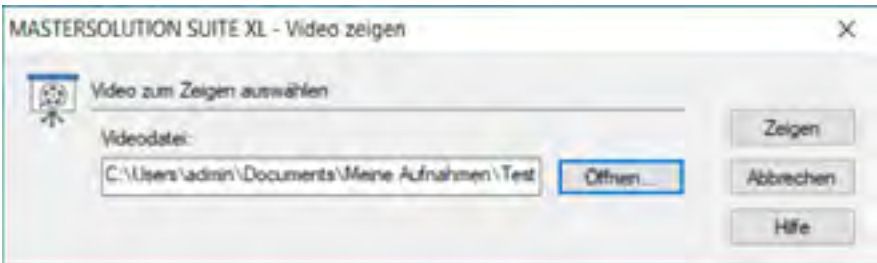 MASTERSOLUTION SUITE XL - Video zeigen
Video zum Zeigen auswählen
Videodatei:
C:\Users\admin\Documents\Meine Aufnahmen\Test
Öffnen...
Zeigen
Abbrechen
Hilfe